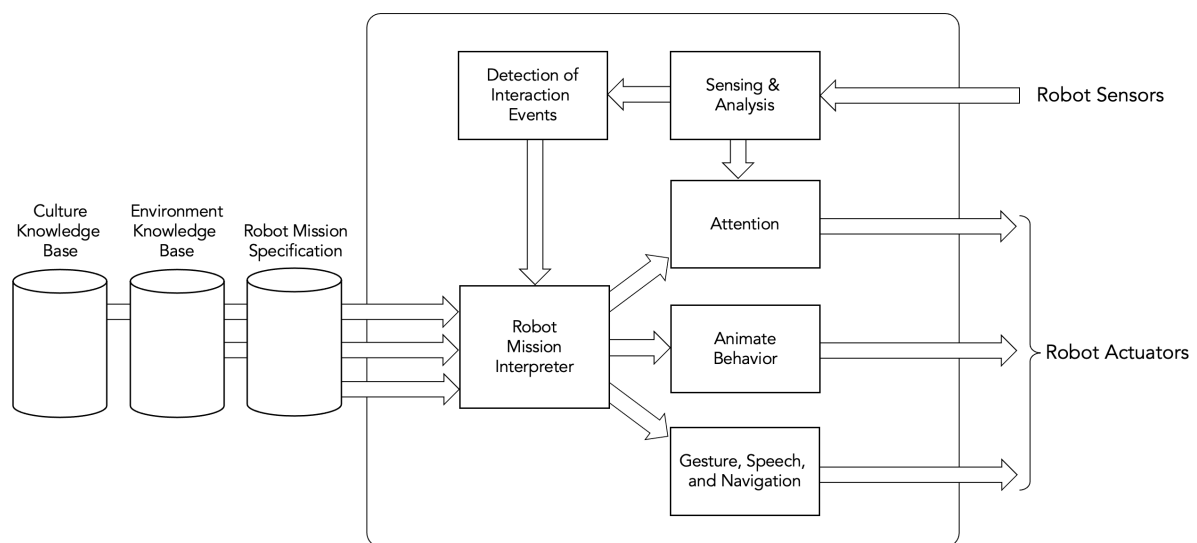 Detection of
Interaction
Events
Sensing &
Analysis
Robot Sensors
Attention
Culture
Knowledge
Base
Environment
Knowledge
Base
Robot Mission
Specification
Robot
Mission
Interpreter
Animate
Behavior
Robot Actuators
Gesture, Speech,
and Navigation